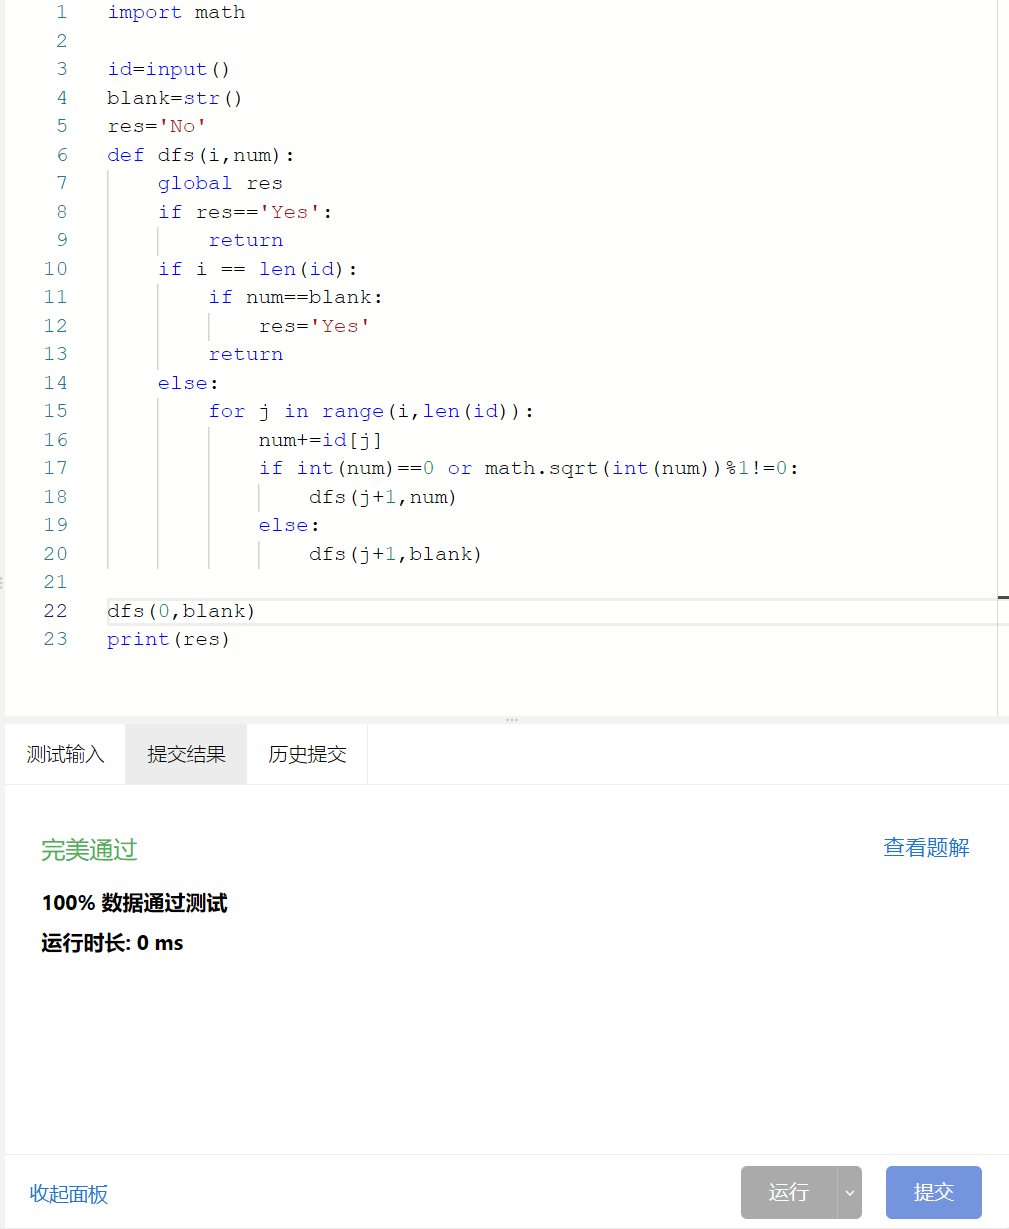 1 import math
2
3 id=input()
4 blank=str()
5 res='No'
6 def dfs(i,num):
7     global res
8     if res=='Yes':
9         return
10     if i == len(id):
11         if num==blank:
12             res='Yes'
13         return
14     else:
15         for j in range(i,len(id)):
16             num+=id[j]
17             if int(num)==0 or math.sqrt(int(num))%1!=0:
18                 dfs(j+1,num)
19             else:
20                 dfs(j+1,blank)
21
22 dfs(0,blank)
23 print(res)
测试输入 提交结果 历史提交
完美通过 查看题解
100% 数据通过测试
运行时长: 0 ms
收起面板 运行 提交